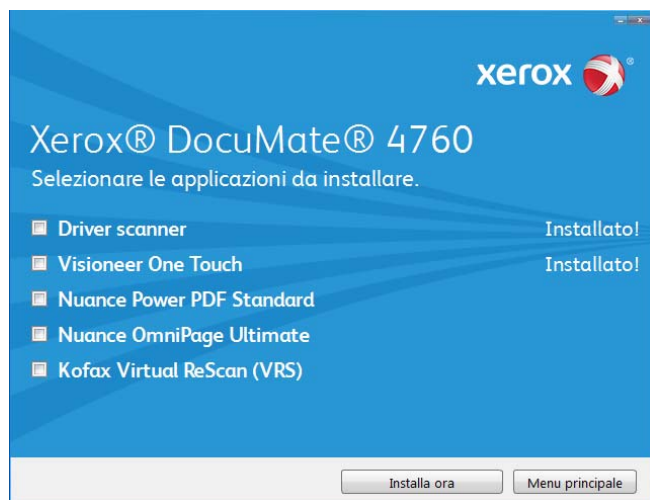 xerox ®
Xerox® DocuMate® 4760
Selezionare le applicazioni da installare.
Driver scanner Installato!
Visioneer One Touch Installato!
Nuance Power PDF Standard
Nuance OmniPage Ultimate
Kofax Virtual ReScan (VRS)
Installa ora Menu principale